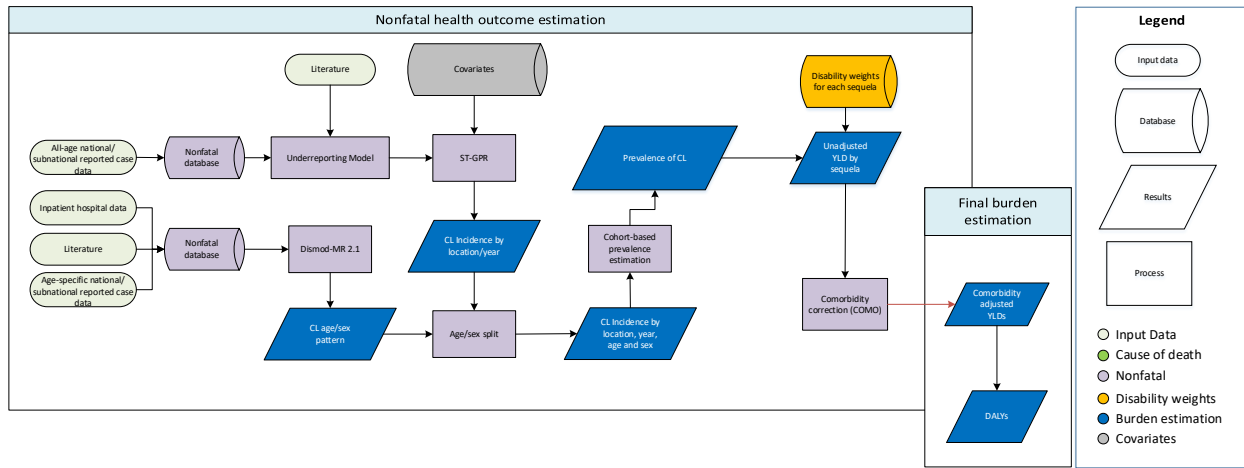 Nonfatal health outcome estimation
Literature
Covariates
Disability weights
for each sequela
All-age national/
subnational reported case
data
Nonfatal
database
Underreporting Model
ST-GPR
Prevalence of CL
Unadjusted
YLD by
sequela
Inpatient hospital data
Literature
Age-specific national/
subnational reported case
data
Nonfatal
database
Dismod-MR 2.1
CL Incidence by
location/year
Cohort-based
prevalence
estimation
CL age/sex
pattern
Age/sex split
CL Incidence by
location, year,
age and sex
Comorbidity
correction (COMO)
Final burden
estimation
Comorbidity
adjusted
YLDs
DALYs
Legend
Input data
Database
Results
Process
Input Data
Cause of death
Nonfatal
Disability weights
Burden estimation
Covariates